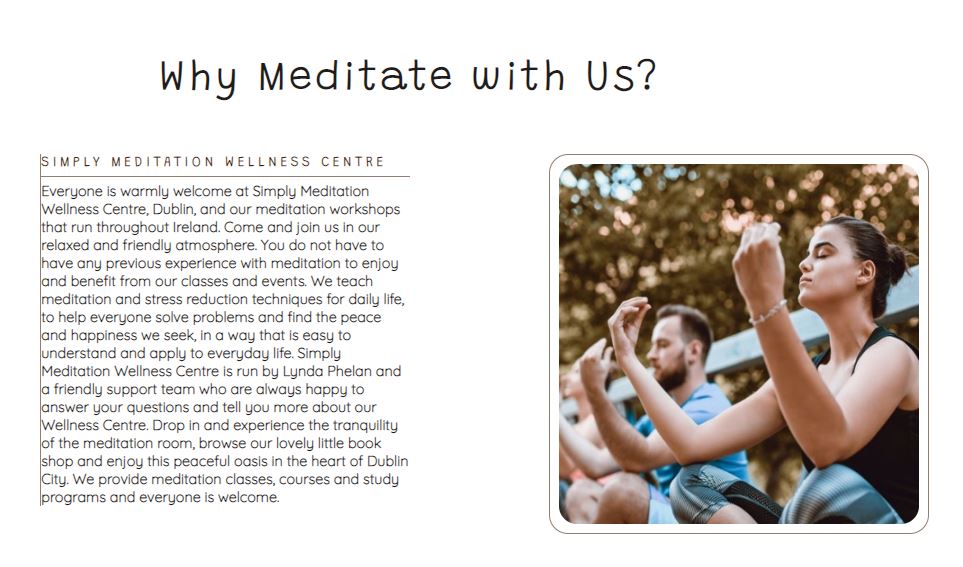 Why Meditate with Us?
SIMPLY MEDITATION WELLNESS CENTRE
Everyone is warmly welcome at Simply Meditation
Wellness Centre, Dublin, and our meditation workshops
that run throughout Ireland. Come and join us in our
relaxed and friendly atmosphere. You do not have to
have any previous experience with meditation to enjoy
and benefit from our classes and events. We teach
meditation and stress reduction techniques for daily life,
to help everyone solve problems and find the peace
and happiness we seek, in a way that is easy to
understand and apply to everyday life. Simply
Meditation Wellness Centre is run by Lynda Phelan and
a friendly support team who are always happy to
answer your questions and tell you more about our
Wellness Centre. Drop in and experience the tranquility
of the meditation room, browse our lovely little book
shop and enjoy this peaceful oasis in the heart of Dublin
City. We provide meditation classes, courses and study
programs and everyone is welcome.